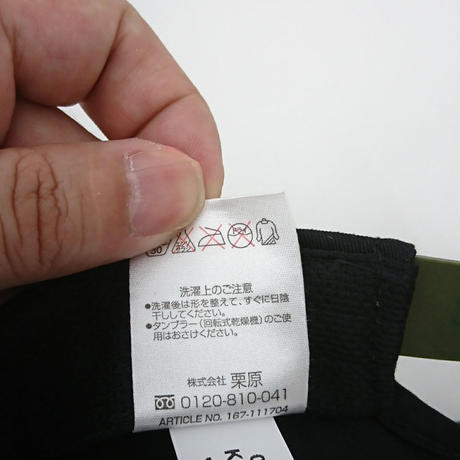 洗濯上のご注意
●洗濯後は形を整えて、すぐに日陰
干ししてください。
●タンブラー(回転式乾燥機)のご使
用はおさけください。
株式会社 栗原
0120-810-041
ARTICLE NO. 167-111704